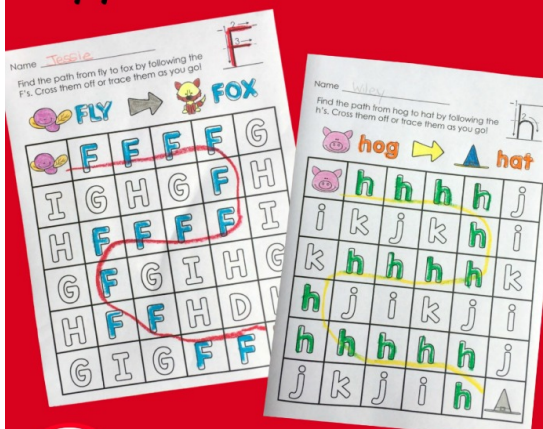 Name
F
Find the path from fly to fox by following the
F's. Cross them off or trace them as you go!
FLY FOX
F F F F G
I G H G F H
H F F F F I
G F G I H G
H F F H D
G I G F F
Name
h
Find the path from hog to hat by following the
h's. Cross them off or trace them as you go!
hog hat
h h h h j
i k j k h i
k h h h h k
h j i k j i
h h h h h j
j k j i h